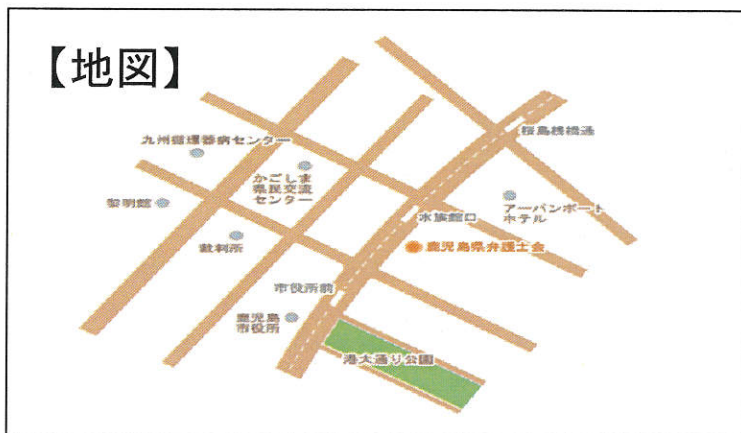 【地図】
桜島桟橋通
九州循環器病センター
かごしま
県民交流
センター
黎明館
アーバンポート
ホテル
水族館口
裁判所
鹿児島県弁護士会
市役所前
鹿児島
市役所
港大通り公園